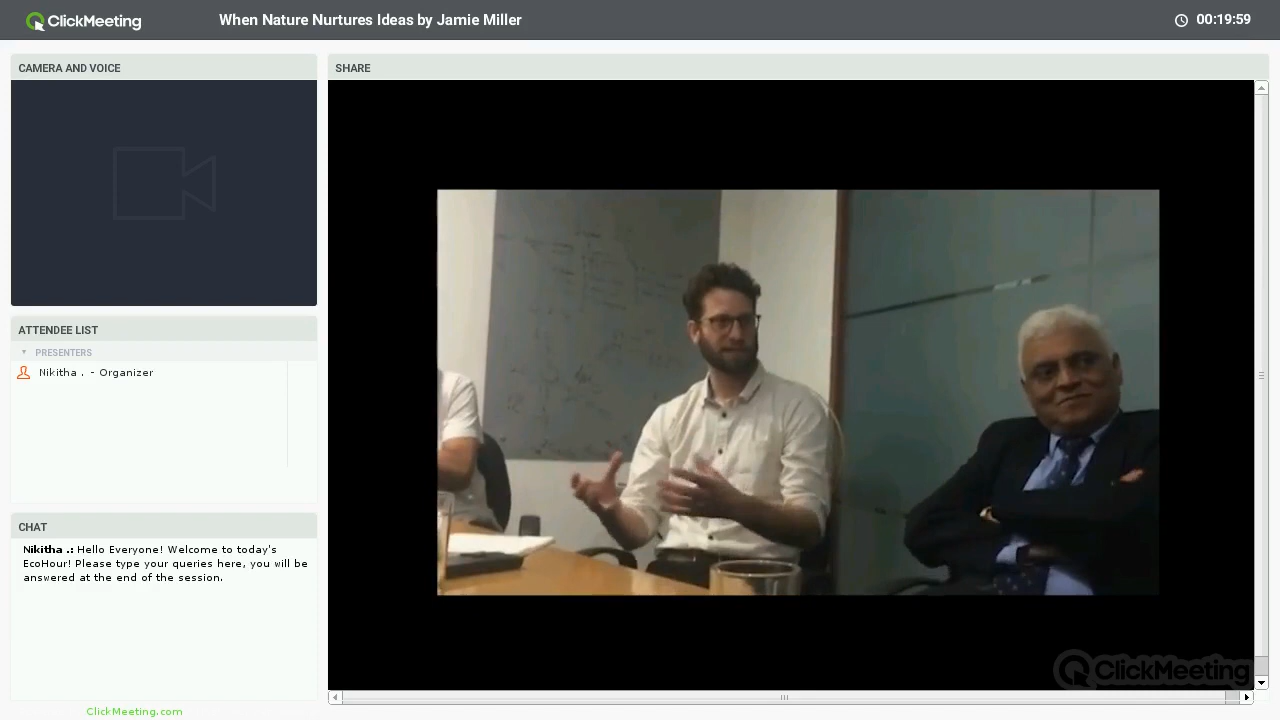 ClickMeeting
When Nature Nurtures Ideas by Jamie Miller
00:19:59
CAMERA AND VOICE
SHARE
ATTENDEE LIST
PRESENTERS
Nikitha . - Organizer
CHAT
Nikitha .: Hello Everyone! Welcome to today's
EcoHour! Please type your queries here, you will be
answered at the end of the session.
ClickMeeting
ClickMeeting.com